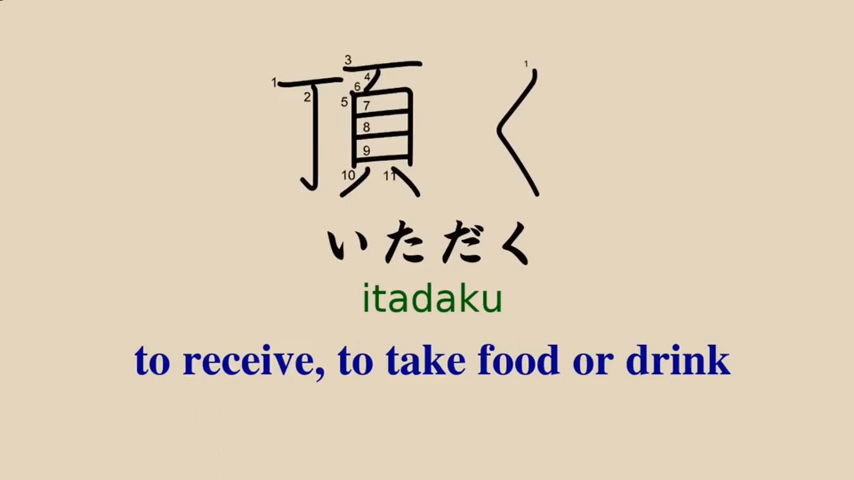 頂く
いただく
itadaku
to receive, to take food or drink